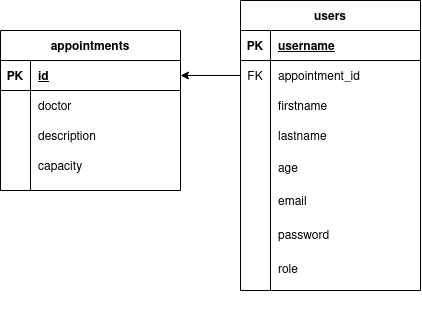 appointments
PK id
doctor
description
capacity
users
PK username
FK appointment_id
firstname
lastname
age
email
password
role